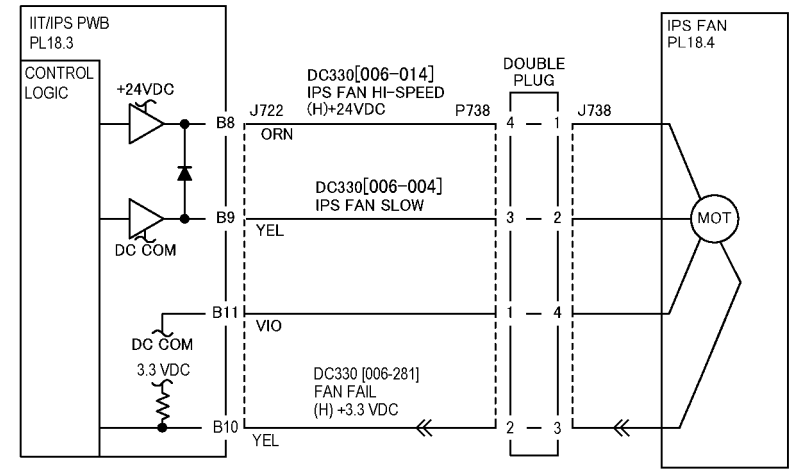 IIT/IPS PWB
PL18.3
CONTROL
LOGIC
+24VDC
DC COM
DC COM
3.3 VDC
B8
B9
B11
B10
J722
ORN
YEL
VIO
YEL
DC330[006-014]
IPS FAN HI-SPEED
(H)+24VDC
DC330[006-004]
IPS FAN SLOW
DC330 [006-281]
FAN FAIL
(H) +3.3 VDC
P738
DOUBLE
PLUG
4 - 1
3 - 2
1 - 4
2 - 3
J738
IPS FAN
PL18.4
MOT